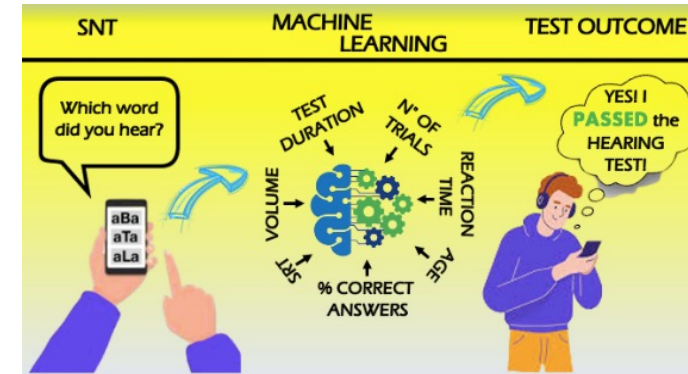 SNT
MACHINE
LEARNING
TEST OUTCOME
Which word
did you hear?
aBa
aTa
aLa
TEST
DURATION
N° OF
TRIALS
VOLUME
REACTION
TIME
SRT
AGE
% CORRECT
ANSWERS
YES! I
PASSED the
HEARING
TEST!